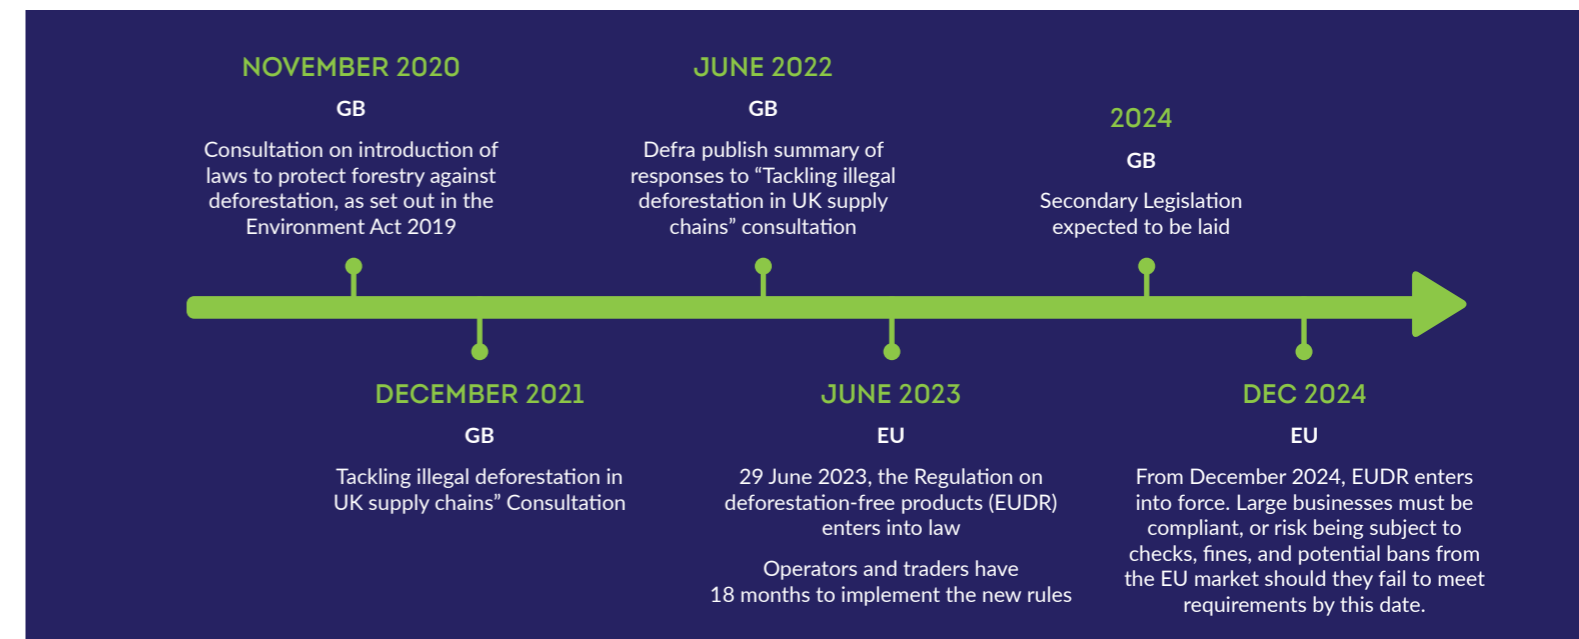 NOVEMBER 2020
GB
Consultation on introduction of
laws to protect forestry against
deforestation, as set out in the
Environment Act 2019
JUNE 2022
GB
Defra publish summary of
responses to “Tackling illegal
deforestation in UK supply
chains” consultation
2024
GB
Secondary Legislation
expected to be laid
DECEMBER 2021
GB
Tackling illegal deforestation in
UK supply chains” Consultation
JUNE 2023
EU
29 June 2023, the Regulation on
deforestation-free products (EUDR)
enters into law
Operators and traders have
18 months to implement the new rules
DEC 2024
EU
From December 2024, EUDR enters
into force. Large businesses must be
compliant, or risk being subject to
checks, fines, and potential bans from
the EU market should they fail to meet
requirements by this date.